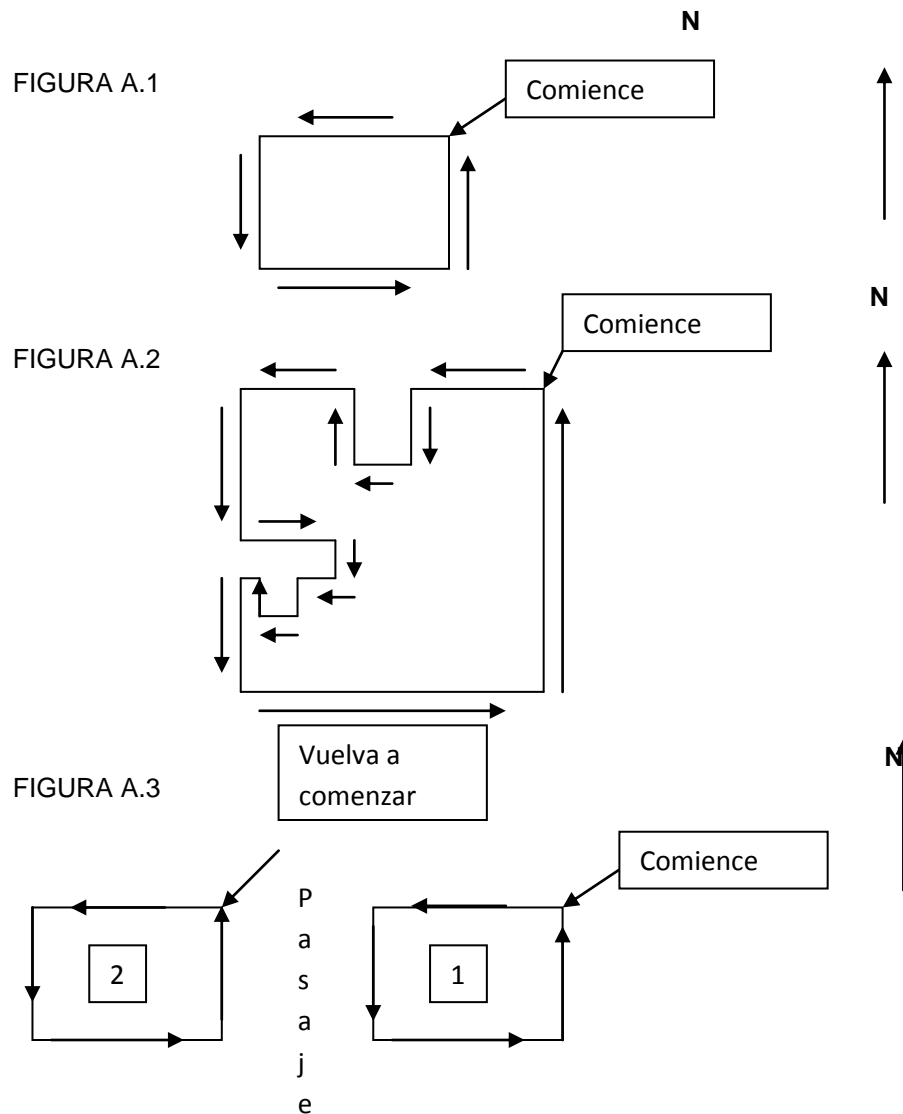 N
FIGURA A.1
Comience
N
Comience
FIGURA A.2
Vuelva a
comenzar
N
FIGURA A.3
Comience
P
a
s
a
j
e
2
1